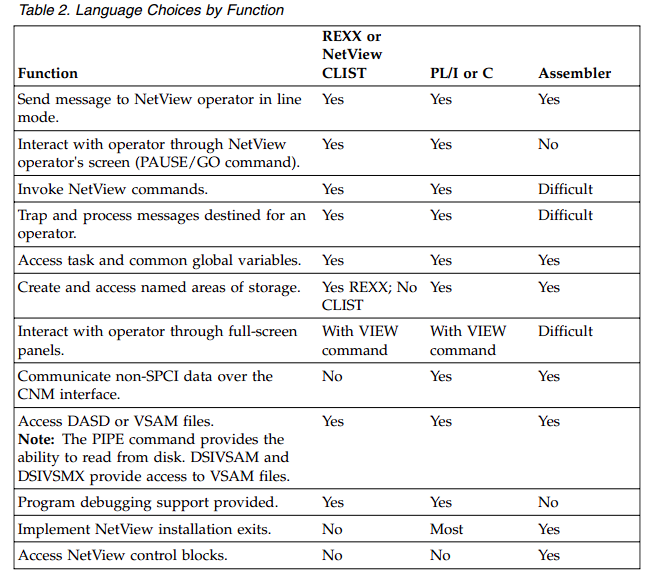 Table 2. Language Choices by Function
Function REXX or NetView CLIST PL/I or C Assembler
Send message to NetView operator in line mode. Yes Yes Yes
Interact with operator through NetView operator's screen (PAUSE/GO command). Yes Yes No
Invoke NetView commands. Yes Yes Difficult
Trap and process messages destined for an operator. Yes Yes Difficult
Access task and common global variables. Yes Yes Yes
Create and access named areas of storage. Yes REXX; No CLIST Yes Yes
Interact with operator through full-screen panels. With VIEW command With VIEW command Difficult
Communicate non-SPCI data over the CNM interface. No Yes Yes
Access DASD or VSAM files. Yes Yes Yes
Note: The PIPE command provides the ability to read from disk. DSIVSAM and DSIVSMX provide access to VSAM files.
Program debugging support provided. Yes Yes No
Implement NetView installation exits. No Most Yes
Access NetView control blocks. No No Yes